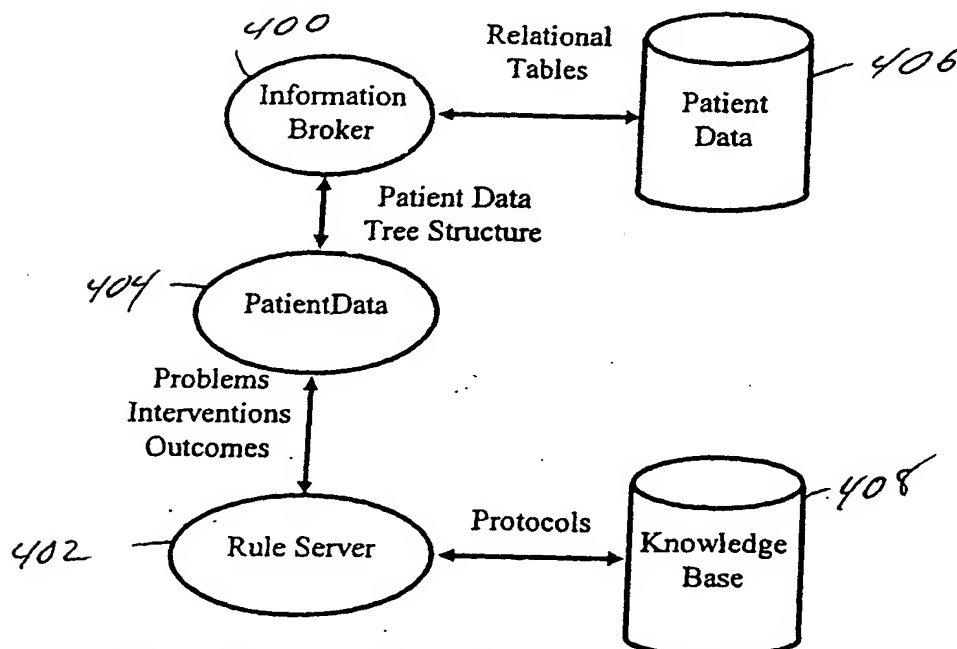 400
Relational
Tables
406
Information
Broker
Patient
Data
Patient Data
Tree Structure
404
PatientData
Problems
Interventions
Outcomes
408
402
Rule Server
Protocols
Knowledge
Base